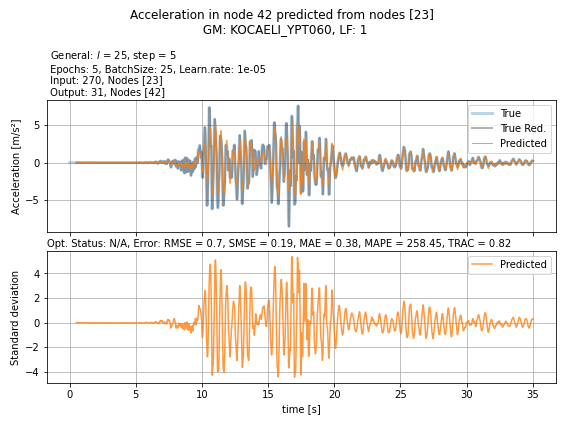 Acceleration in node 42 predicted from nodes [23]
GM: KOCAELI_YPT060, LF: 1
General: l = 25, step = 5
Epochs: 5, BatchSize: 25, Learn.rate: 1e-05
Input: 270, Nodes [23]
Output: 31, Nodes [42]
Acceleration [m/s²]
5
0
−5
True
True Red.
Predicted
Opt. Status: N/A, Error: RMSE = 0.7, SMSE = 0.19, MAE = 0.38, MAPE = 258.45, TRAC = 0.82
Standard deviation
4
2
0
−2
−4
Predicted
0 5 10 15 20 25 30 35
time [s]